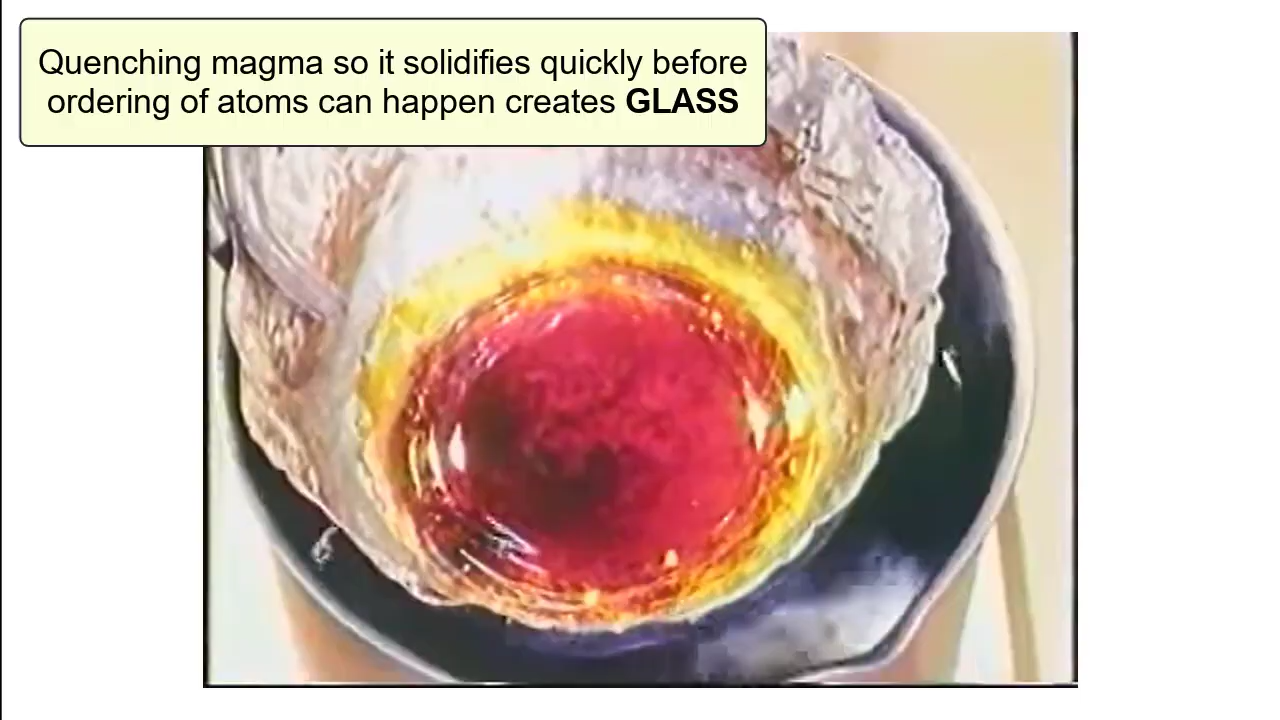 Quenching magma so it solidifies quickly before
ordering of atoms can happen creates GLASS